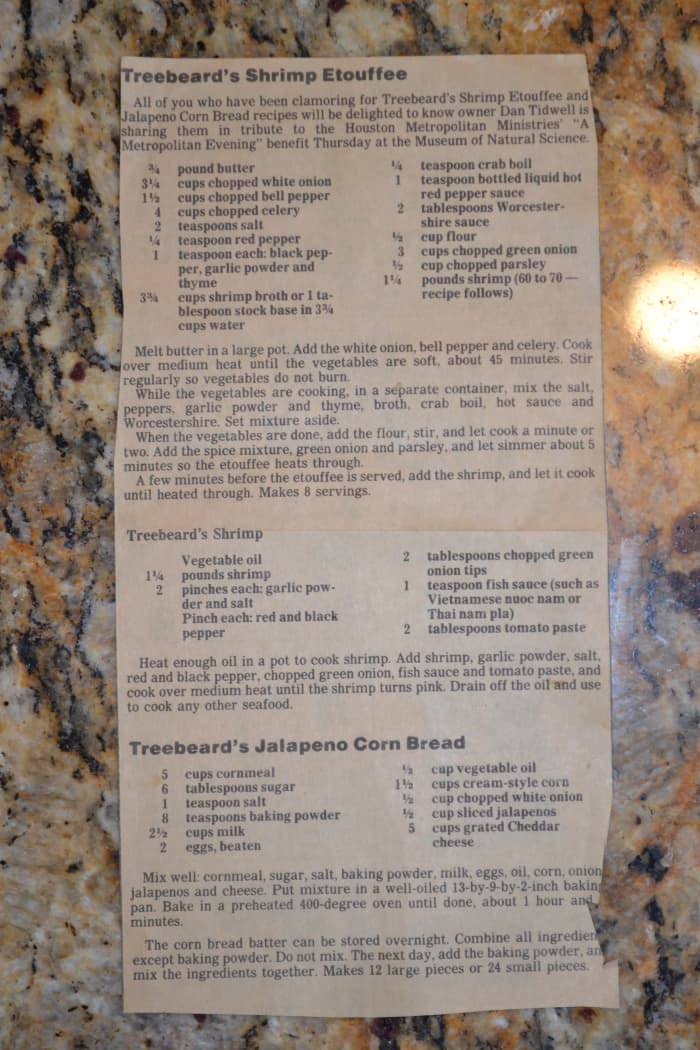 Treebeard's Shrimp Etouffee
All of you who have been clamoring for Treebeard's Shrimp Etouffee and
Jalapeno Corn Bread recipes will be delighted to know owner Dan Tidwell is
sharing them in tribute to the Houston Metropolitan Ministries' "A
Metropolitan Evening" benefit Thursday at the Museum of Natural Science.
¾ pound butter
3¼ cups chopped white onion
1½ cups chopped bell pepper
4 cups chopped celery
2 teaspoons salt
¼ teaspoon red pepper
1 teaspoon each: black pep-
per, garlic powder and
thyme
3¾ cups shrimp broth or 1 ta-
blespoon stock base in 3¾
cups water
¼ teaspoon crab boil
1 teaspoon bottled liquid hot
red pepper sauce
2 tablespoons Worcester-
shire sauce
½ cup flour
3 cups chopped green onion
½ cup chopped parsley
1¼ pounds shrimp (60 to 70 —
recipe follows)
Melt butter in a large pot. Add the white onion, bell pepper and celery. Cook
over medium heat until the vegetables are soft, about 45 minutes. Stir
regularly so vegetables do not burn.
While the vegetables are cooking, in a separate container, mix the salt,
peppers, garlic powder and thyme, broth, crab boil, hot sauce and
Worcestershire. Set mixture aside.
When the vegetables are done, add the flour, stir, and let cook a minute or
two. Add the spice mixture, green onion and parsley, and let simmer about 5
minutes so the etouffee heats through.
A few minutes before the etouffee is served, add the shrimp, and let it cook
until heated through. Makes 8 servings.
Treebeard's Shrimp
Vegetable oil
1¼ pounds shrimp
2 pinches each: garlic pow-
der and salt
Pinch each: red and black
pepper
2 tablespoons chopped green
onion tips
1 teaspoon fish sauce (such as
Vietnamese nuoc nam or
Thai nam pla)
2 tablespoons tomato paste
Heat enough oil in a pot to cook shrimp. Add shrimp, garlic powder, salt,
red and black pepper, chopped green onion, fish sauce and tomato paste, and
cook over medium heat until the shrimp turns pink. Drain off the oil and use
to cook any other seafood.
Treebeard's Jalapeno Corn Bread
5 cups cornmeal
6 tablespoons sugar
1 teaspoon salt
8 teaspoons baking powder
2½ cups milk
2 eggs, beaten
½ cup vegetable oil
1½ cups cream-style corn
½ cup chopped white onion
½ cup sliced jalapenos
5 cups grated Cheddar
cheese
Mix well: cornmeal, sugar, salt, baking powder, milk, eggs, oil, corn, onion
jalapenos and cheese. Put mixture in a well-oiled 13-by-9-by-2-inch baking
pan. Bake in a preheated 400-degree oven until done, about 1 hour and
minutes.
The corn bread batter can be stored overnight. Combine all ingredien
except baking powder. Do not mix. The next day, add the baking powder, an
mix the ingredients together. Makes 12 large pieces or 24 small pieces.